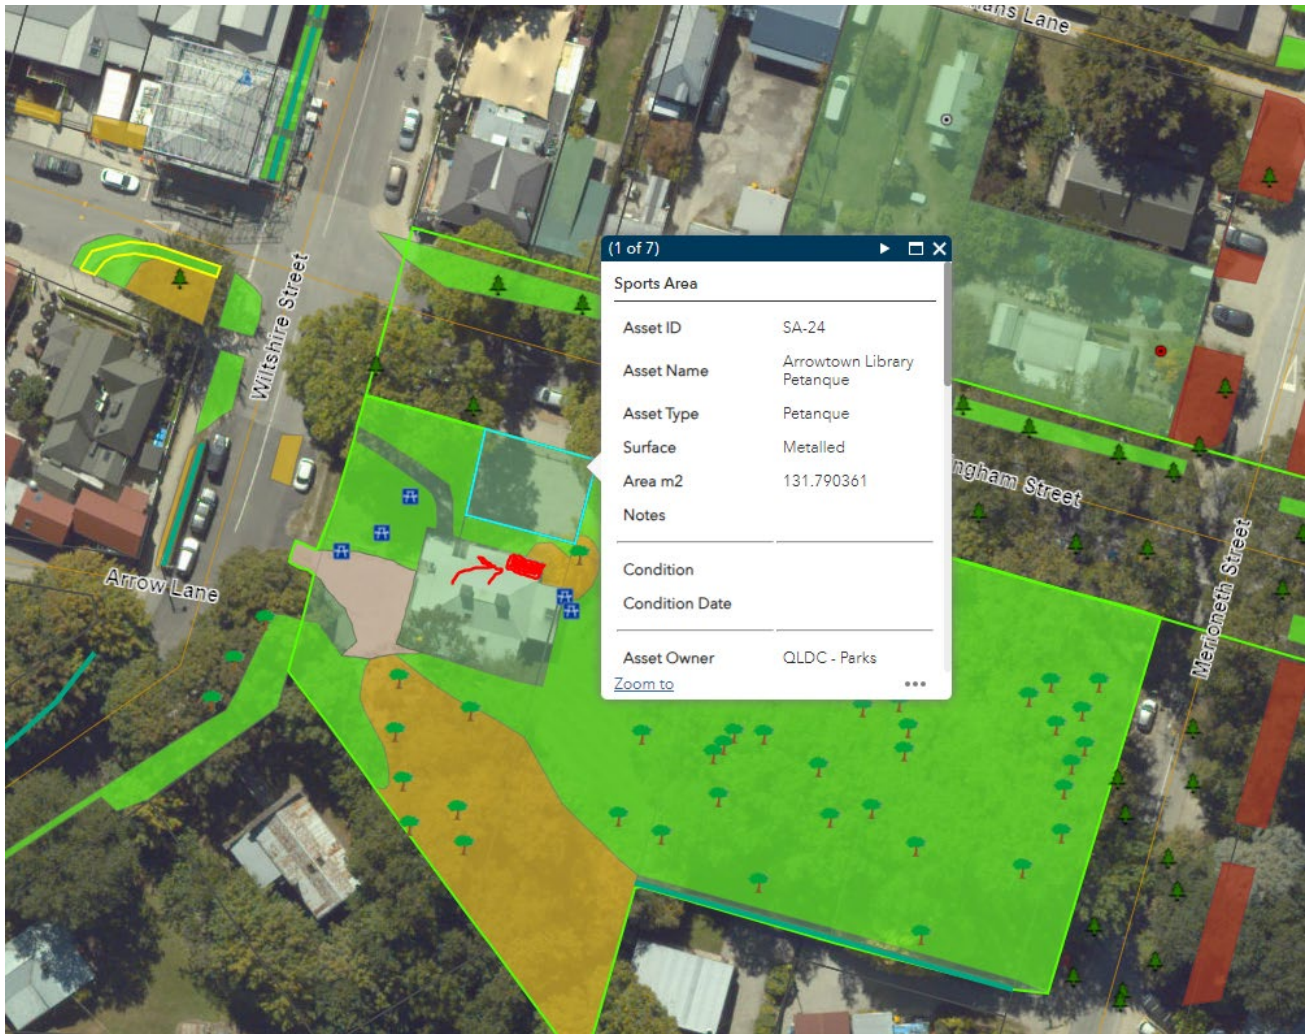 mans Lane
(1 of 7)
Sports Area
Asset ID SA-24
Asset Name Arrowtown Library
Petanque
Asset Type Petanque
Surface Metalled
Area m2 131.790361
Notes
Condition
Condition Date
Asset Owner QLDC - Parks
Zoom to
Wiltshire Street
ingham Street
Merioneth Street
Arrow Lane